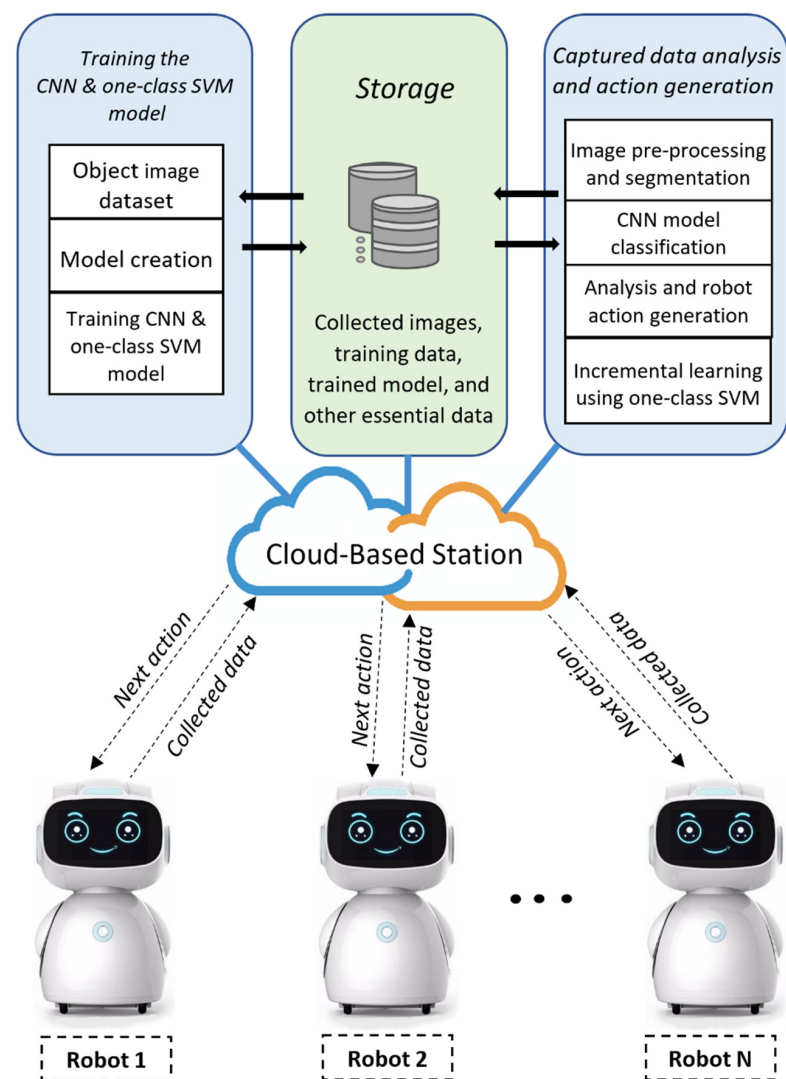 Training the
CNN & one-class SVM
model
Object image
dataset
Model creation
Training CNN &
one-class SVM
model
Storage
Collected images,
training data,
trained model, and
other essential data
Captured data analysis
and action generation
Image pre-processing
and segmentation
CNN model
classification
Analysis and robot
action generation
Incremental learning
using one-class SVM
Cloud-Based Station
Next action
Collected data
Next action
Collected data
Next action
Collected data
...
Robot 1
Robot 2
Robot N